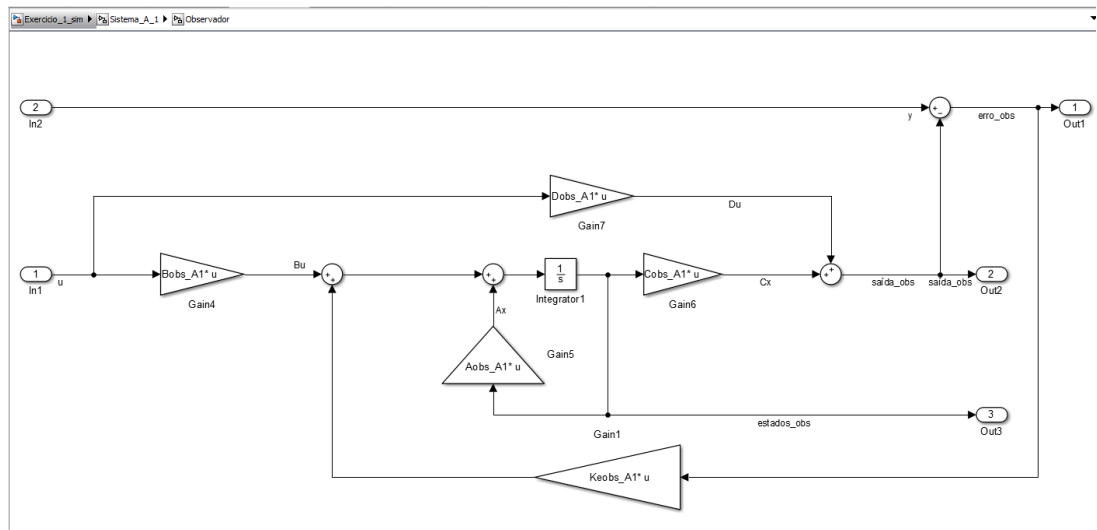 Exercicio_1_sim Sistema_A_1 Observador
2
In2
y
+
-
erro_obs
1
Out1
Dobs_A1* u
Du
Gain7
1
In1
u
Bobs_A1* u
Gain4
Bu
+
+
+
+
1
s
Integrator1
Cobs_A1* u
Gain6
Cx
+
+
saída_obs
saída_obs
2
Out2
Ax
Gain5
Aobs_A1* u
estados_obs
3
Out3
Gain1
Keobs_A1* u